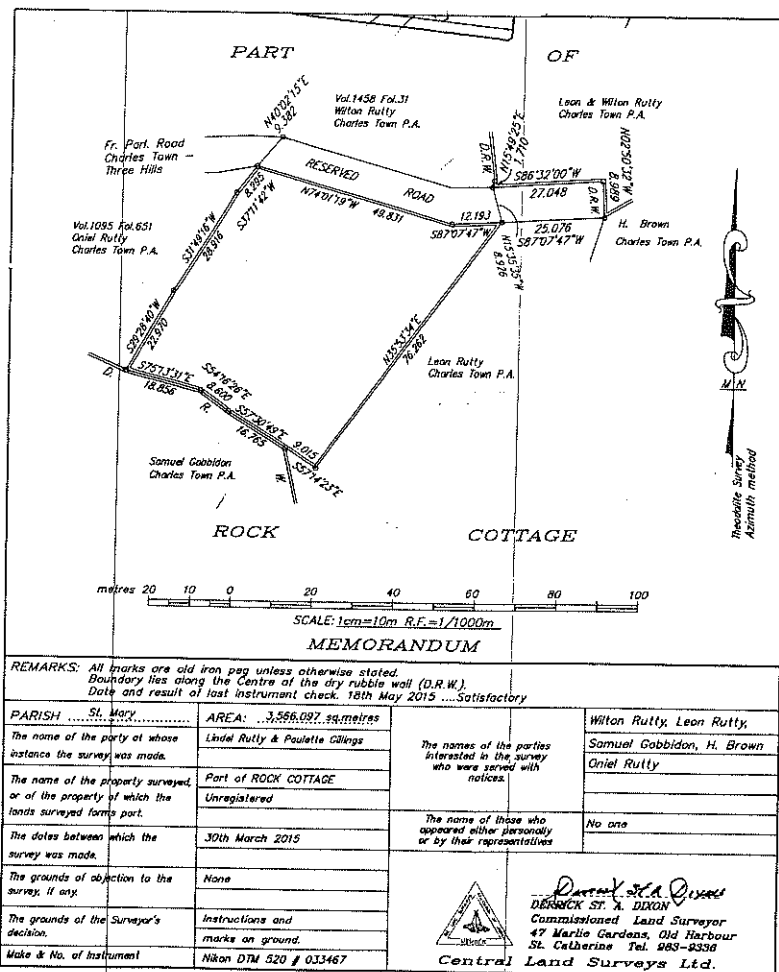 PART
OF
N40°02'15"E
9.382
Vol.1458 Fol.31
Wilton Rutty
Charles Town P.A.
Leon & Wilton Rutty
Charles Town P.A.
Fr. Parl. Road
Charles Town –
Three Hills
RESERVED
ROAD
D.R.W.
N15°49'25"E
1.710
S86°32'00"W
27.048
D.R.W.
N02°50'32"W
8.989
8.295
S37°11'42"W
N74°01'19"W
49.831
12.193
S87°07'47"W
25.076
S87°07'47"W
N15°35'35"W
8.926
H. Brown
Charles Town P.A.
Vol.1095 Fol.651
Oniel Rutty
Charles Town P.A.
S31°49'16"W
28.916
S29°28'40"W
22.970
N35°53'34"E
76.262
Leon Rutty
Charles Town P.A.
D.
S75°13'31"E
18.856
R.
S54°16'26"E
8.600
S57°30'49"E
16.765
9.015
S57°14'23"E
W.
Samuel Gobbidon
Charles Town P.A.
M N
Theodolite Survey
Azimuth method
ROCK
COTTAGE
metres 20 10 0 20 40 60 80 100
SCALE: 1cm=10m R.F.=1/1000m
MEMORANDUM
REMARKS: All marks are old iron peg unless otherwise stated.
Boundary lies along the Centre of the dry rubble wall (D.R.W.).
Date and result of last instrument check. 18th May 2015 ....Satisfactory
PARISH ..... St. Mary
AREA: 3,566.097 sq.metres
The name of the party at whose
instance the survey was made.
Lindel Rutty & Paulette Gillings
The name of the property surveyed,
or of the property of which the
lands surveyed forms part.
Part of ROCK COTTAGE
Unregistered
The dates between which the
survey was made.
30th March 2015
The grounds of objection to the
survey, if any.
None
The grounds of the Surveyor's
decision.
Instructions and
marks on ground.
Make & No. of Instrument
Nikon DTM 520 # 033467
The names of the parties
interested in the survey
who were served with
notices.
Wilton Rutty, Leon Rutty,
Samuel Gobbidon, H. Brown
Oniel Rutty
The name of those who
appeared either personally
or by their representatives
No one
DERRICK ST. A. DIXON
Commissioned Land Surveyor
47 Marlie Gardens, Old Harbour
St. Catherine Tel. 983-9336
Central Land Surveys Ltd.